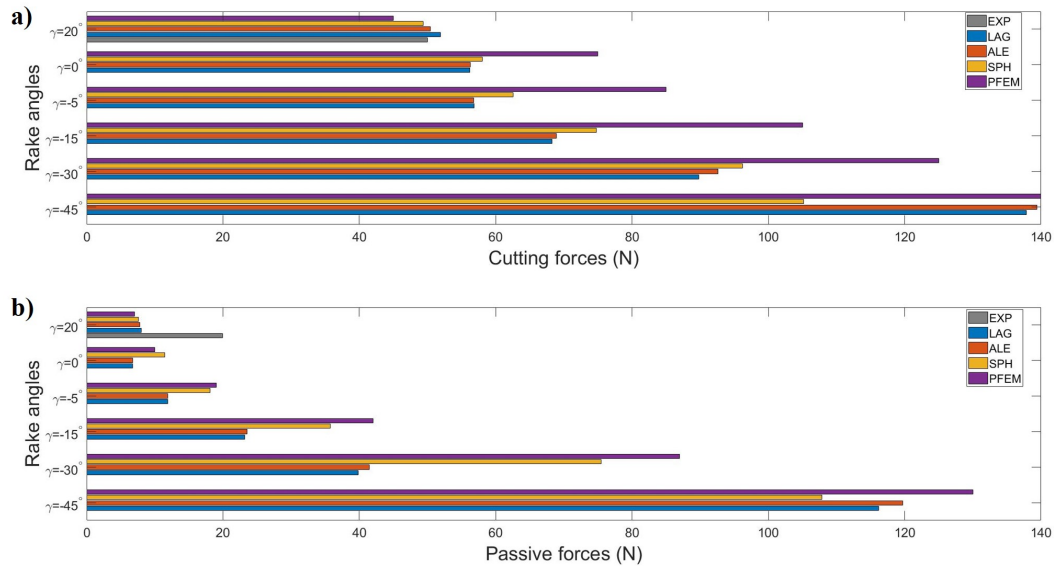 a)
Rake angles
γ=20°
γ=0°
γ=-5°
γ=-15°
γ=-30°
γ=-45°
0 20 40 60 80 100 120 140
Cutting forces (N)
EXP
LAG
ALE
SPH
PFEM
b)
Rake angles
γ=20°
γ=0°
γ=-5°
γ=-15°
γ=-30°
γ=-45°
0 20 40 60 80 100 120 140
Passive forces (N)
EXP
LAG
ALE
SPH
PFEM